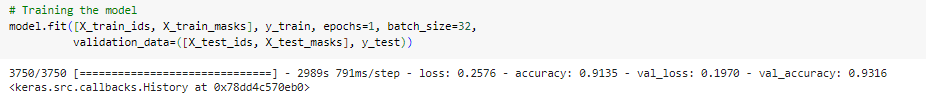 # Training the model
model.fit([X_train_ids, X_train_masks], y_train, epochs=1, batch_size=32,
          validation_data=([X_test_ids, X_test_masks], y_test))
3750/3750 [==============================] - 2989s 791ms/step - loss: 0.2576 - accuracy: 0.9135 - val_loss: 0.1970 - val_accuracy: 0.9316
<keras.src.callbacks.History at 0x78dd4c570eb0>